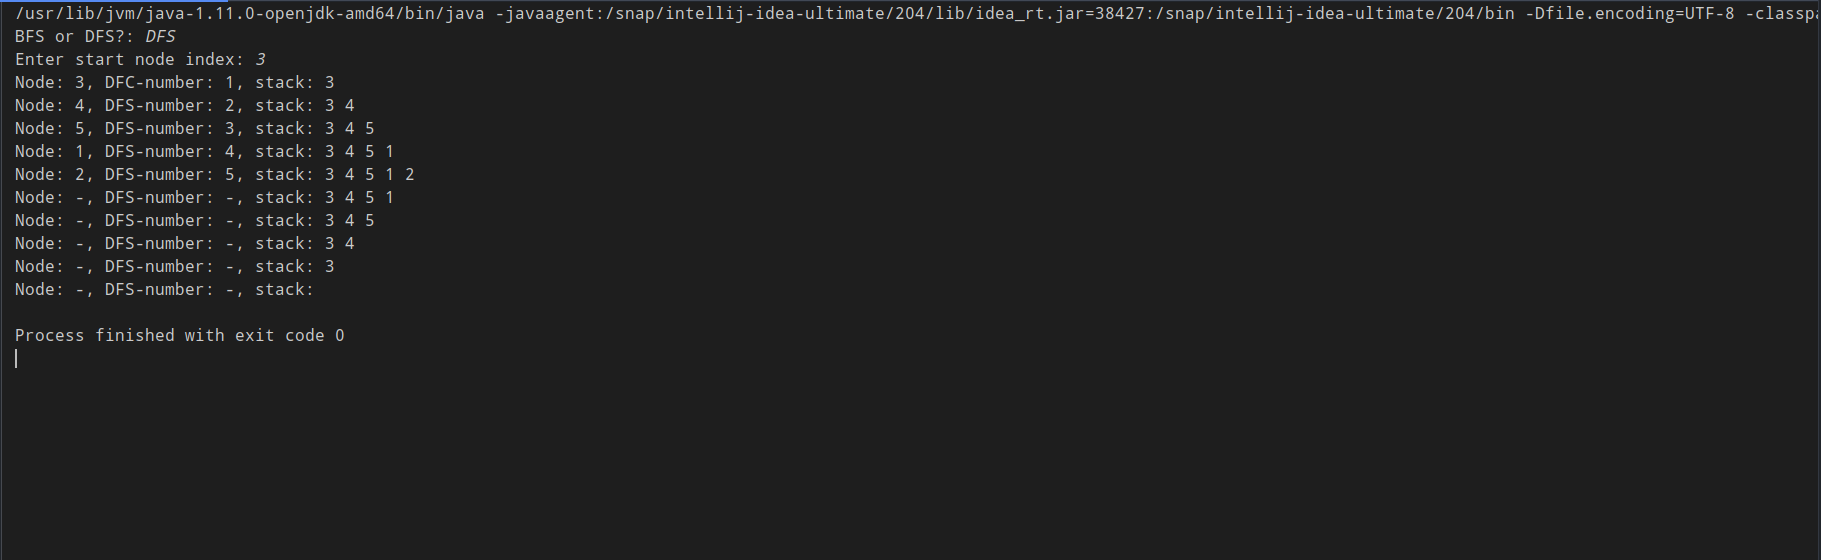 /usr/lib/jvm/java-1.11.0-openjdk-amd64/bin/java -javaagent:/snap/intellij-idea-ultimate/204/lib/idea_rt.jar=38427:/snap/intellij-idea-ultimate/204/bin -Dfile.encoding=UTF-8 -classpa
BFS or DFS?: DFS
Enter start node index: 3
Node: 3, DFC-number: 1, stack: 3
Node: 4, DFS-number: 2, stack: 3 4
Node: 5, DFS-number: 3, stack: 3 4 5
Node: 1, DFS-number: 4, stack: 3 4 5 1
Node: 2, DFS-number: 5, stack: 3 4 5 1 2
Node: -, DFS-number: -, stack: 3 4 5 1
Node: -, DFS-number: -, stack: 3 4 5
Node: -, DFS-number: -, stack: 3 4
Node: -, DFS-number: -, stack: 3
Node: -, DFS-number: -, stack:
Process finished with exit code 0